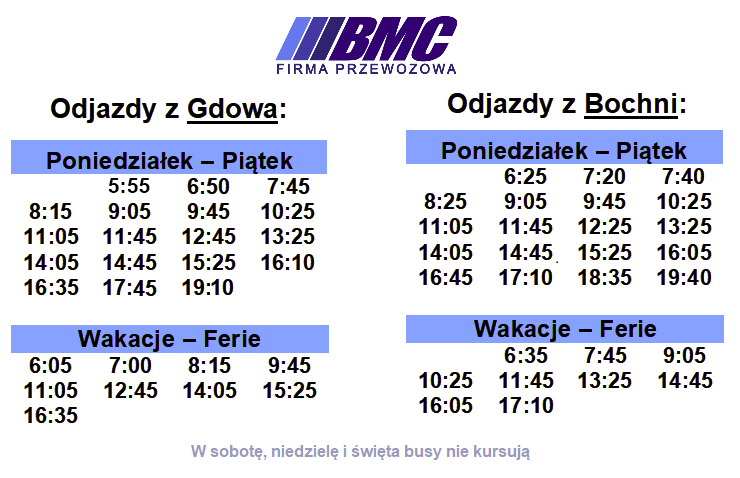 BMC
FIRMA PRZEWOZOWA
Odjazdy z Gdowa:
Poniedziałek – Piątek
5:55 6:50 7:45
8:15 9:05 9:45 10:25
11:05 11:45 12:45 13:25
14:05 14:45 15:25 16:10
16:35 17:45 19:10
Wakacje – Ferie
6:05 7:00 8:15 9:45
11:05 12:45 14:05 15:25
16:35
Odjazdy z Bochni:
Poniedziałek – Piątek
6:25 7:20 7:40
8:25 9:05 9:45 10:25
11:05 11:45 12:25 13:25
14:05 14:45 15:25 16:05
16:45 17:10 18:35 19:40
Wakacje – Ferie
6:35 7:45 9:05
10:25 11:45 13:25 14:45
16:05 17:10
W sobotę, niedzielę i święta busy nie kursują